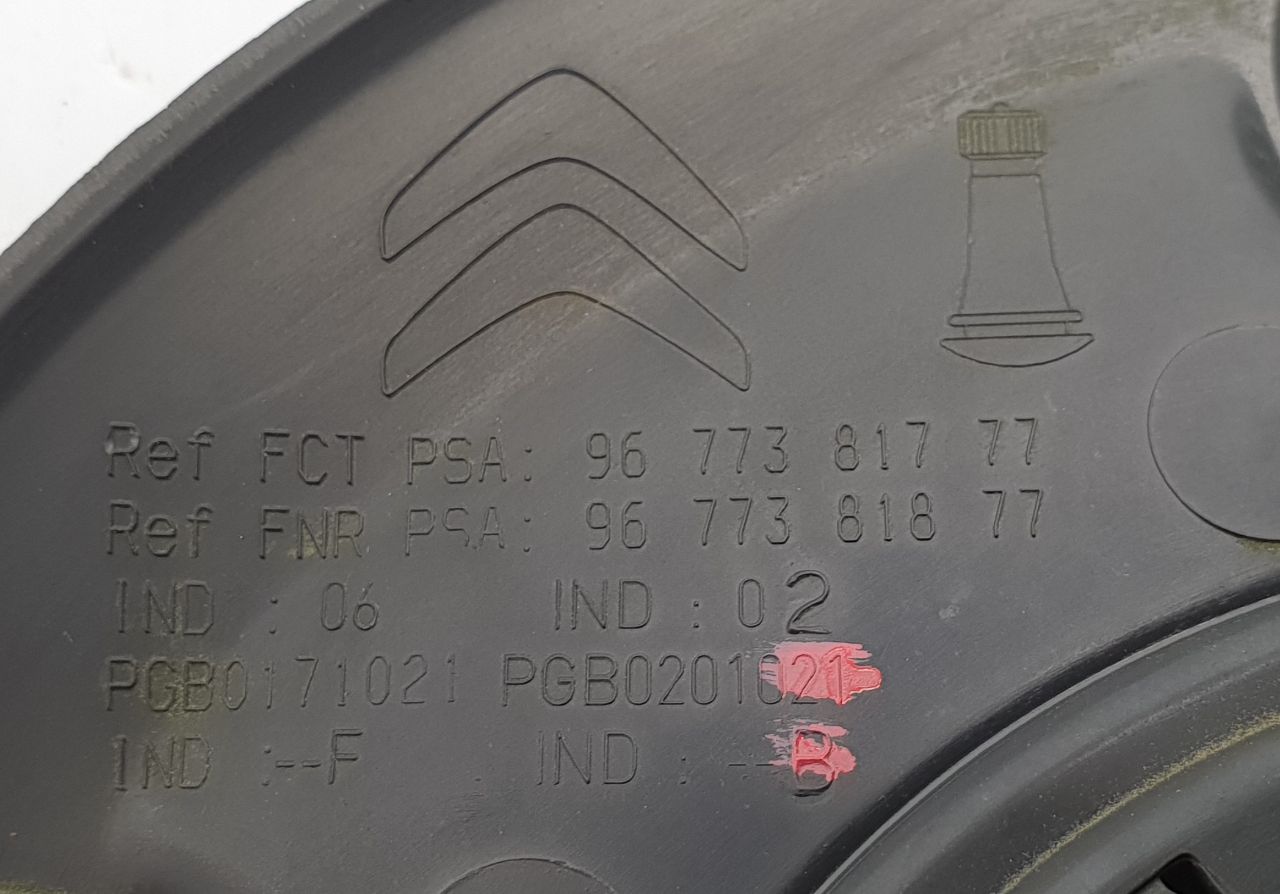 Ref FCT PSA: 96 773 817 77
Ref FNR PSA: 96 773 818 77
IND : 06 IND : 02
PGB0171021 PGB0201021
IND :--F IND : --B